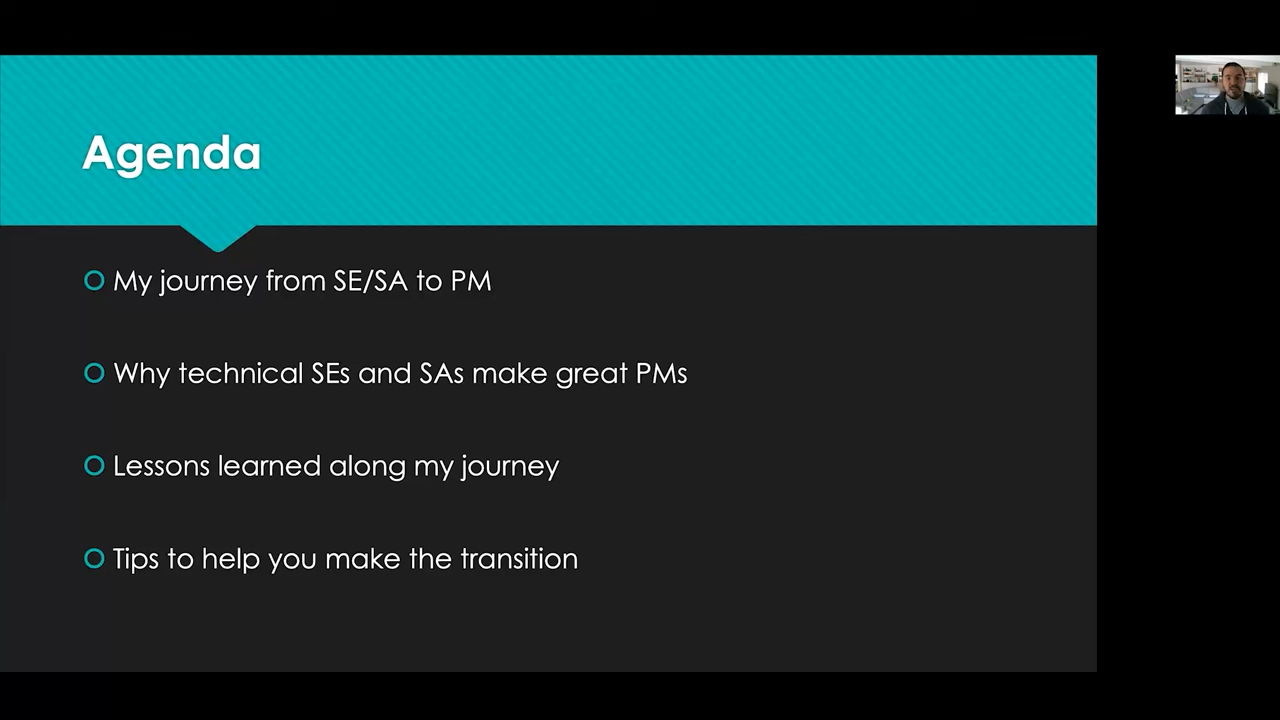 Agenda
My journey from SE/SA to PM
Why technical SEs and SAs make great PMs
Lessons learned along my journey
Tips to help you make the transition